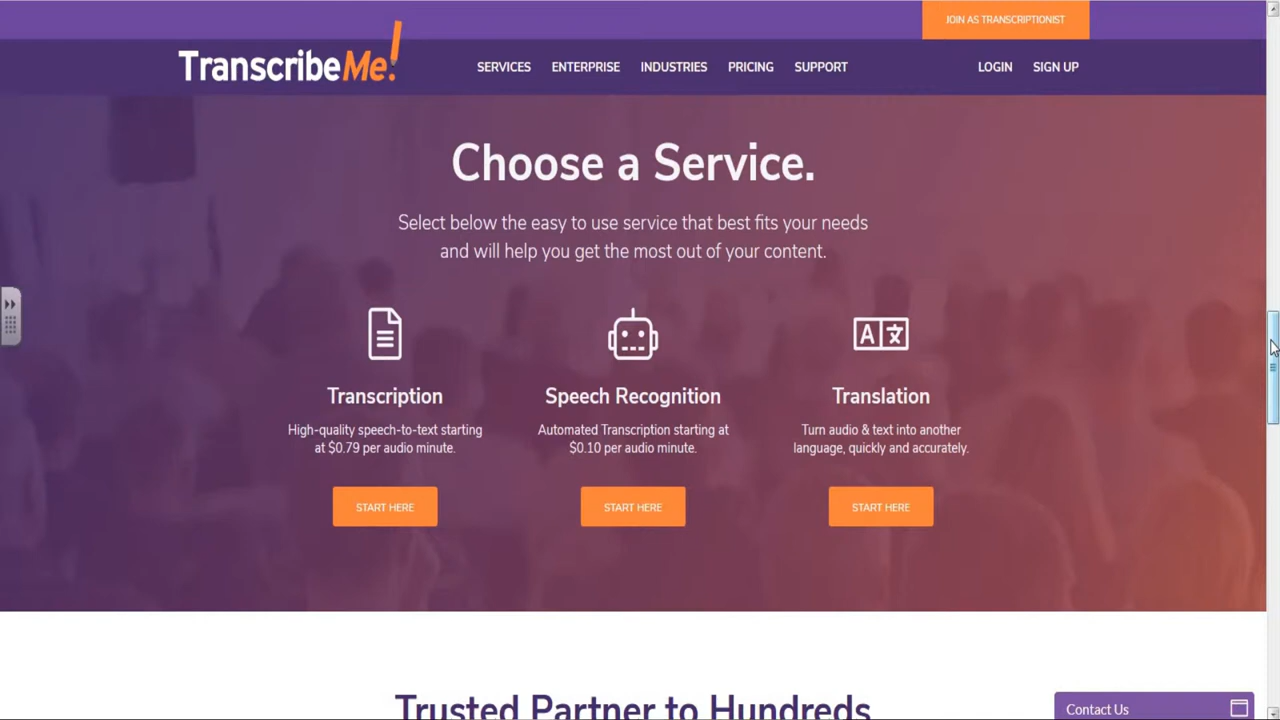 JOIN AS TRANSCRIPTIONIST
TranscribeMe!
SERVICES ENTERPRISE INDUSTRIES PRICING SUPPORT LOGIN SIGN UP
Choose a Service.
Select below the easy to use service that best fits your needs
and will help you get the most out of your content.
A 文
Transcription
High-quality speech-to-text starting
at $0.79 per audio minute.
START HERE
Speech Recognition
Automated Transcription starting at
$0.10 per audio minute.
START HERE
Translation
Turn audio & text into another
language, quickly and accurately.
START HERE
Trusted Partner to Hundreds
Contact Us